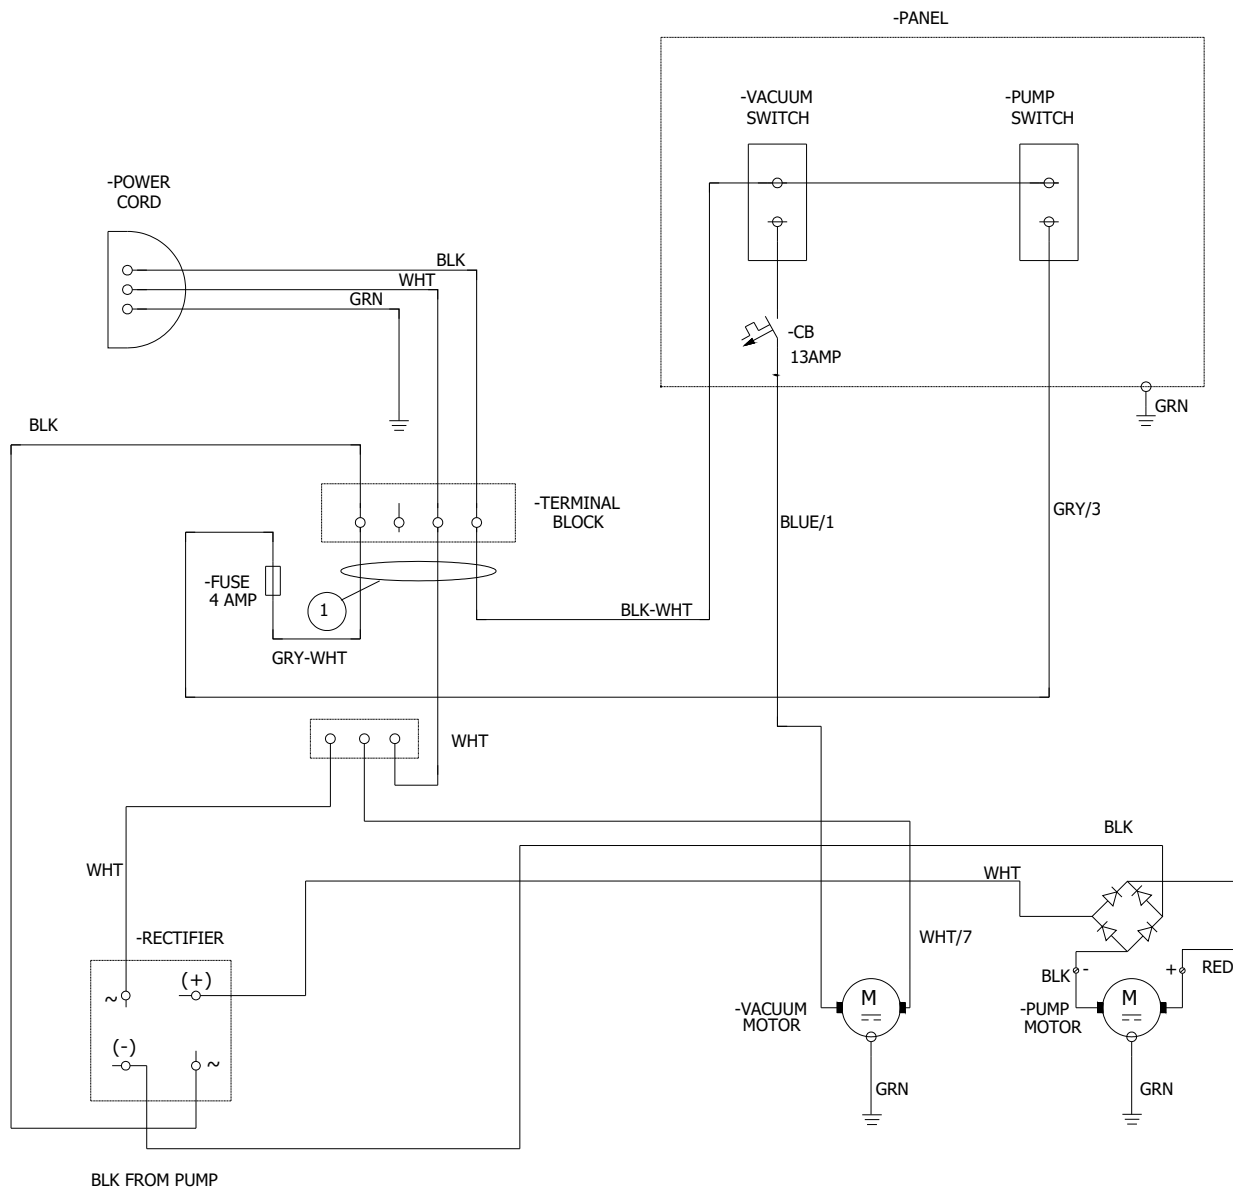 -PANEL
-VACUUM
SWITCH
-PUMP
SWITCH
-POWER
CORD
BLK
WHT
GRN
-CB
13AMP
GRN
BLK
-TERMINAL
BLOCK
GRY/3
BLUE/1
-FUSE
4 AMP
1
BLK-WHT
GRY-WHT
WHT
BLK
WHT
WHT
-RECTIFIER
WHT/7
(+)
~
BLK
-
+
RED
M
-VACUUM
MOTOR
M
-PUMP
MOTOR
(-)
~
GRN
GRN
BLK FROM PUMP